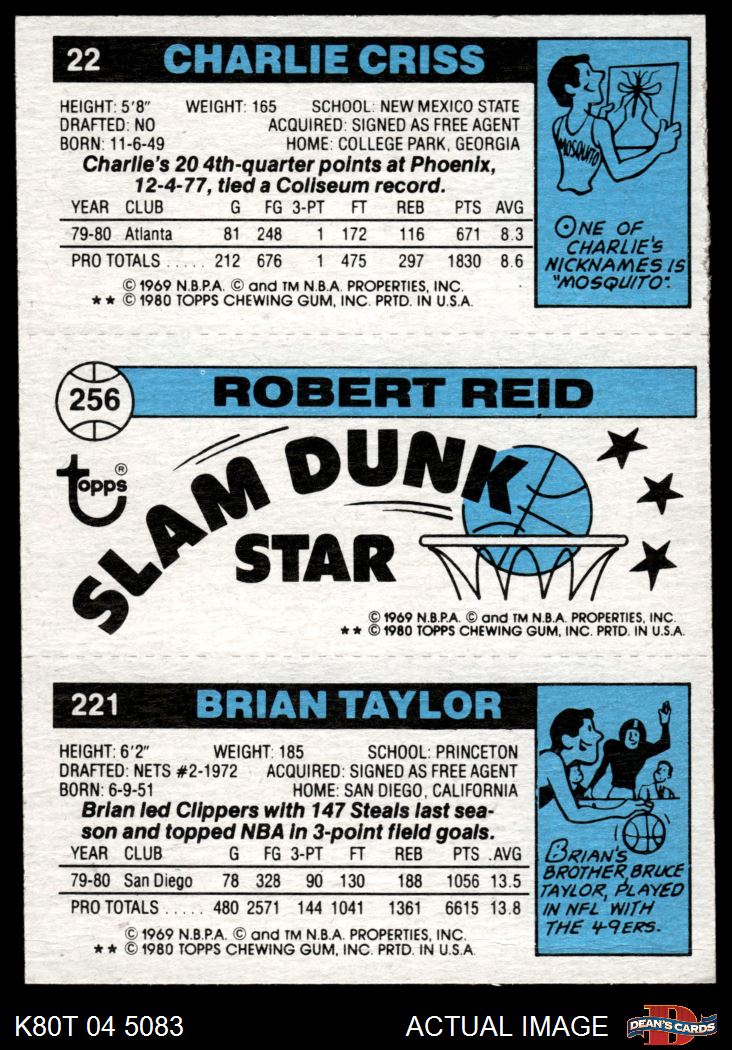 22 CHARLIE CRISS
HEIGHT: 5'8" WEIGHT: 165 SCHOOL: NEW MEXICO STATE
DRAFTED: NO ACQUIRED: SIGNED AS FREE AGENT
BORN: 11-6-49 HOME: COLLEGE PARK, GEORGIA
Charlie's 20 4th-quarter points at Phoenix,
12-4-77, tied a Coliseum record.
YEAR CLUB G FG 3-PT FT REB PTS AVG
79-80 Atlanta 81 248 1 172 116 671 8.3
PRO TOTALS ..... 212 676 1 475 297 1830 8.6
© 1969 N.B.P.A. © and TM N.B.A. PROPERTIES, INC.
** © 1980 TOPPS CHEWING GUM, INC. PRTD. IN U.S.A.
MOSQUITO
ONE OF
CHARLIE'S
NICKNAMES IS
"MOSQUITO".
256 ROBERT REID
topps®
SLAM DUNK
STAR
© 1969 N.B.P.A. © and TM N.B.A. PROPERTIES, INC.
** © 1980 TOPPS CHEWING GUM, INC. PRTD. IN U.S.A.
221 BRIAN TAYLOR
HEIGHT: 6'2" WEIGHT: 185 SCHOOL: PRINCETON
DRAFTED: NETS #2-1972 ACQUIRED: SIGNED AS FREE AGENT
BORN: 6-9-51 HOME: SAN DIEGO, CALIFORNIA
Brian led Clippers with 147 Steals last sea-
son and topped NBA in 3-point field goals.
YEAR CLUB G FG 3-PT FT REB PTS .AVG
79-80 San Diego 78 328 90 130 188 1056 13.5
PRO TOTALS ..... 480 2571 144 1041 1361 6615 13.8
© 1969 N.B.P.A. © and TM N.B.A. PROPERTIES, INC.
** © 1980 TOPPS CHEWING GUM, INC. PRTD. IN U.S.A.
BRIAN'S
BROTHER, BRUCE
TAYLOR, PLAYED
IN NFL WITH
THE 49ERS.
K80T 04 5083 ACTUAL IMAGE D DEAN'S CARDS